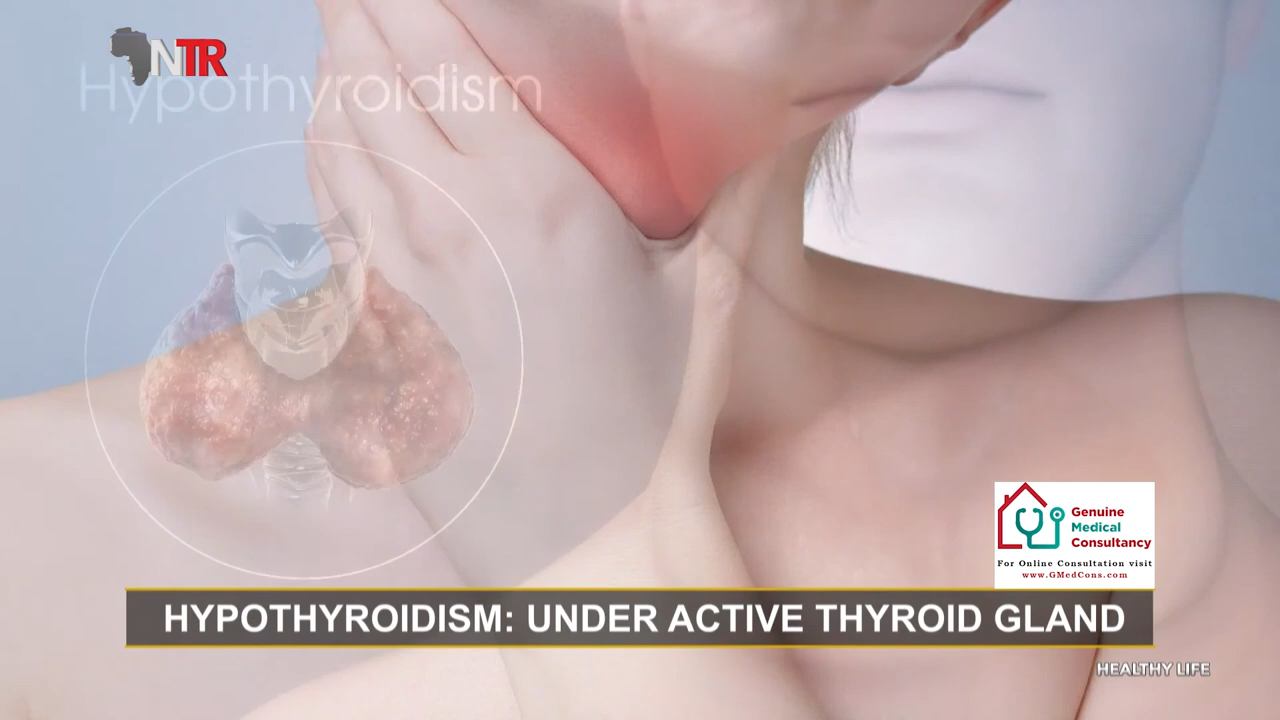 NTR
Hypothyroidism
Genuine
Medical
Consultancy
For Online Consultation visit
www.GMedCons.com
HYPOTHYROIDISM: UNDER ACTIVE THYROID GLAND
HEALTHY LIFE